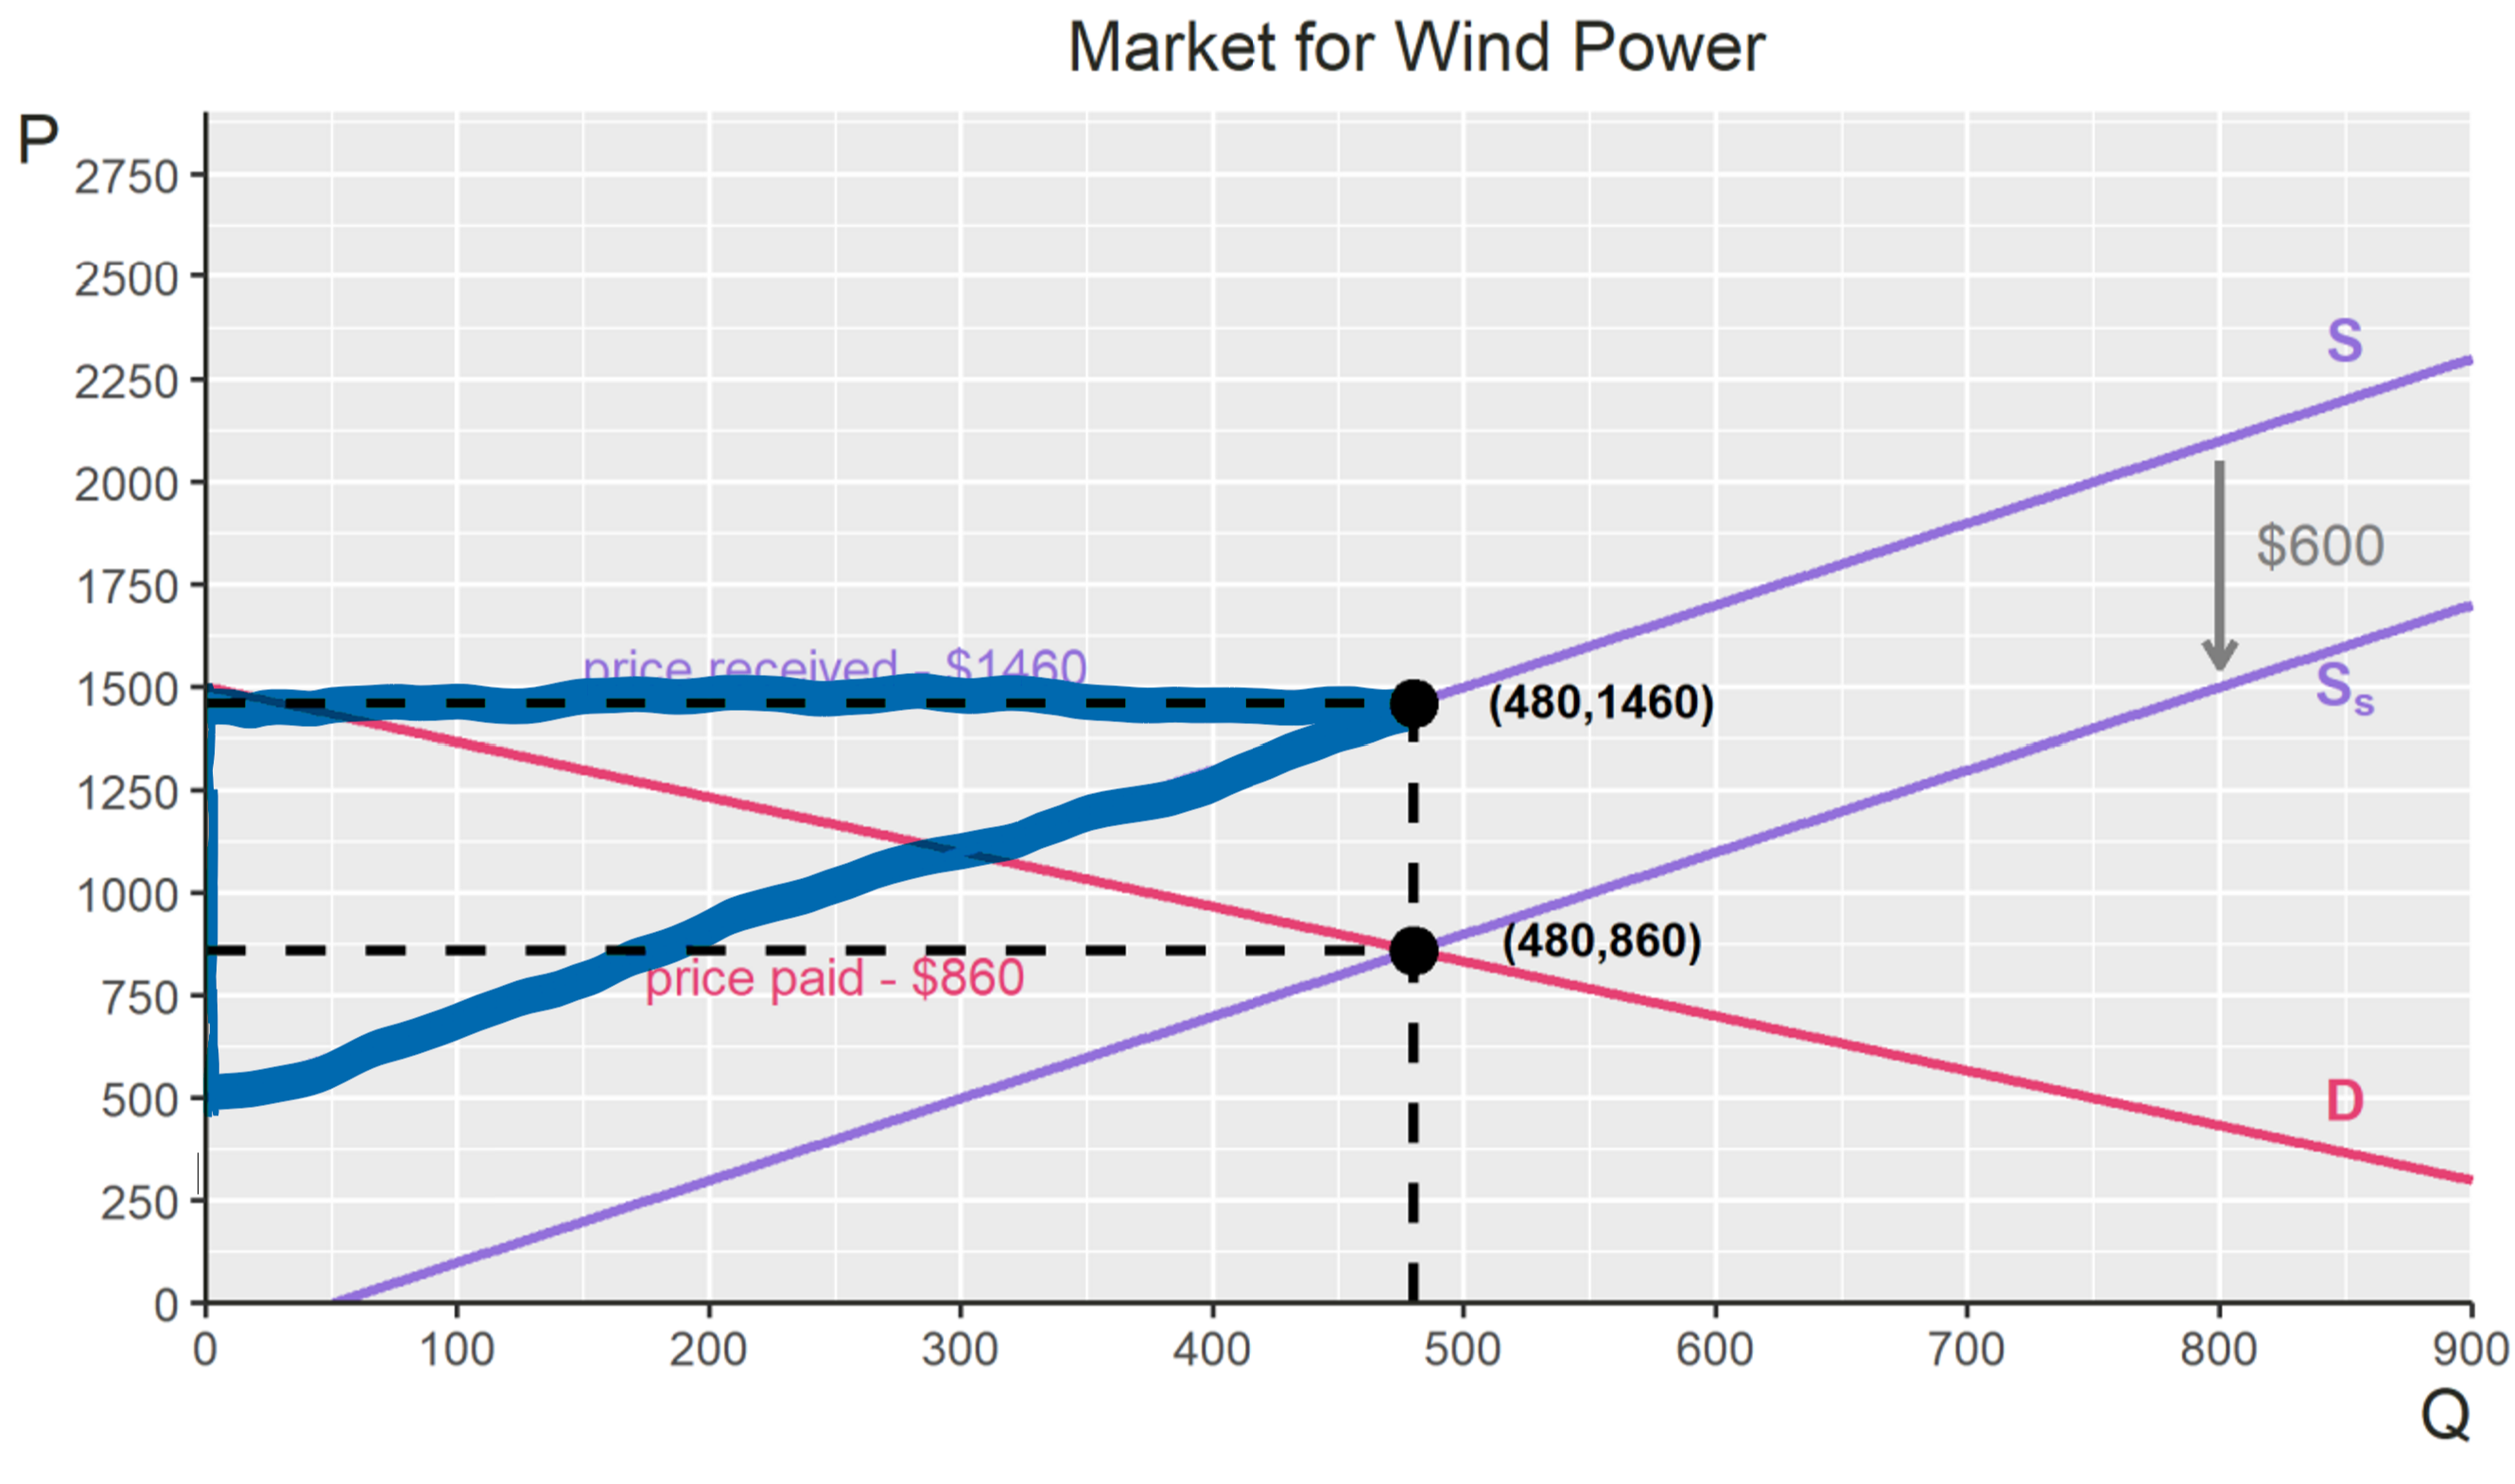 Market for Wind Power
P
2750
2500
2250
2000
1750
1500
1250
1000
750
500
250
0
S
$600
Ss
price received - $1460
(480,1460)
(480,860)
price paid - $860
D
0 100 200 300 400 500 600 700 800 900
Q